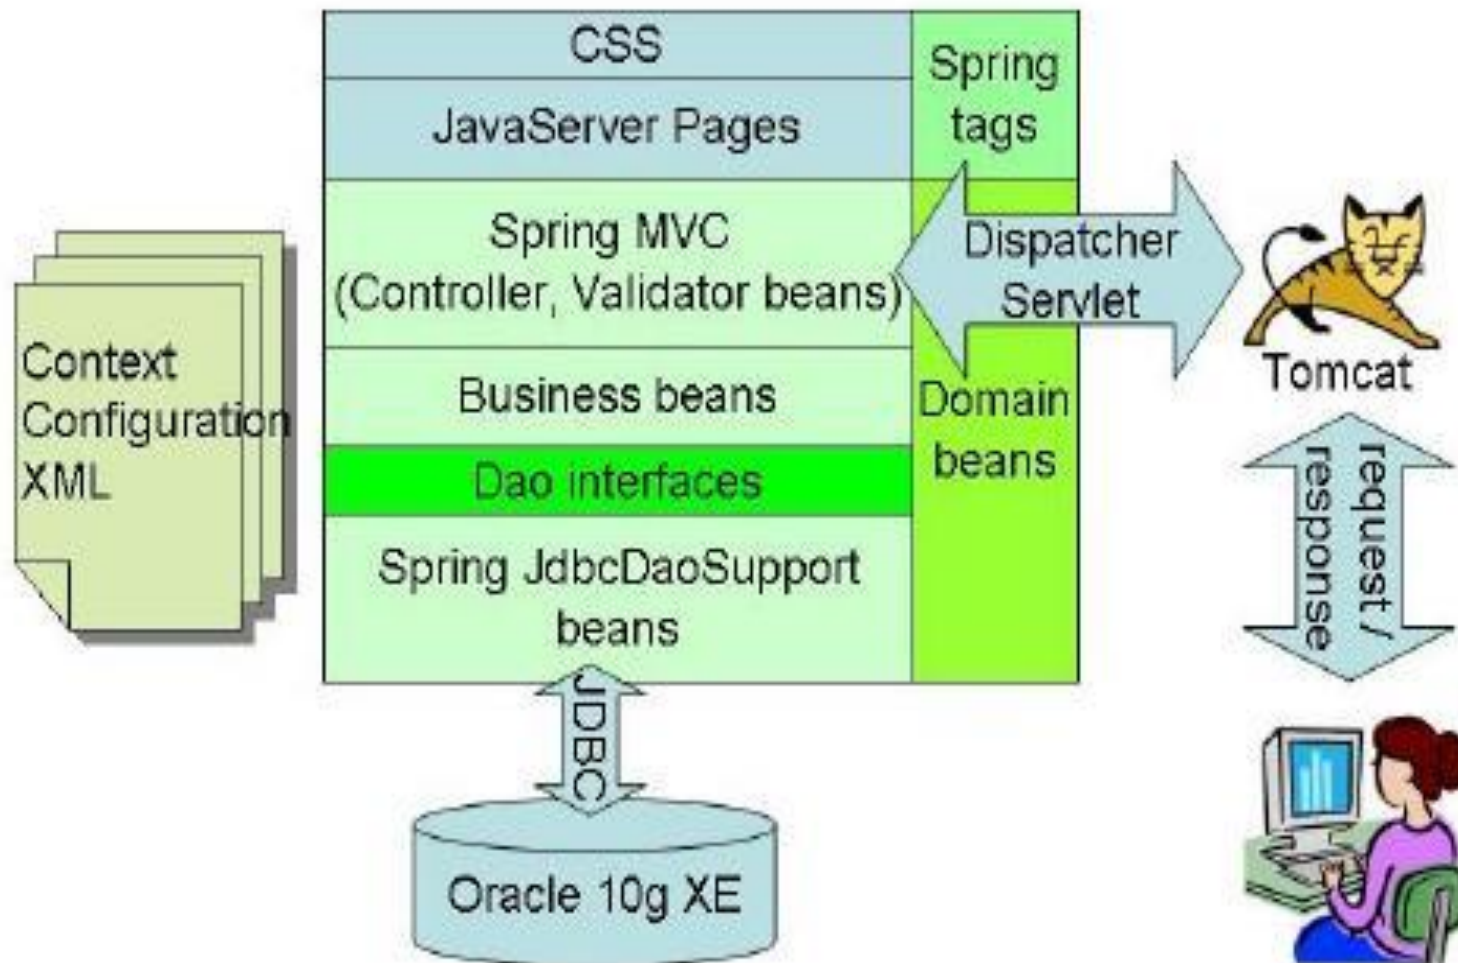 CSS
JavaServer Pages
Spring
tags
Spring MVC
(Controller, Validator beans)
Dispatcher
Servlet
Tomcat
Context
Configuration
XML
Business beans
Domain
beans
Dao interfaces
Spring JdbcDaoSupport
beans
request /
response
JDBC
Oracle 10g XE